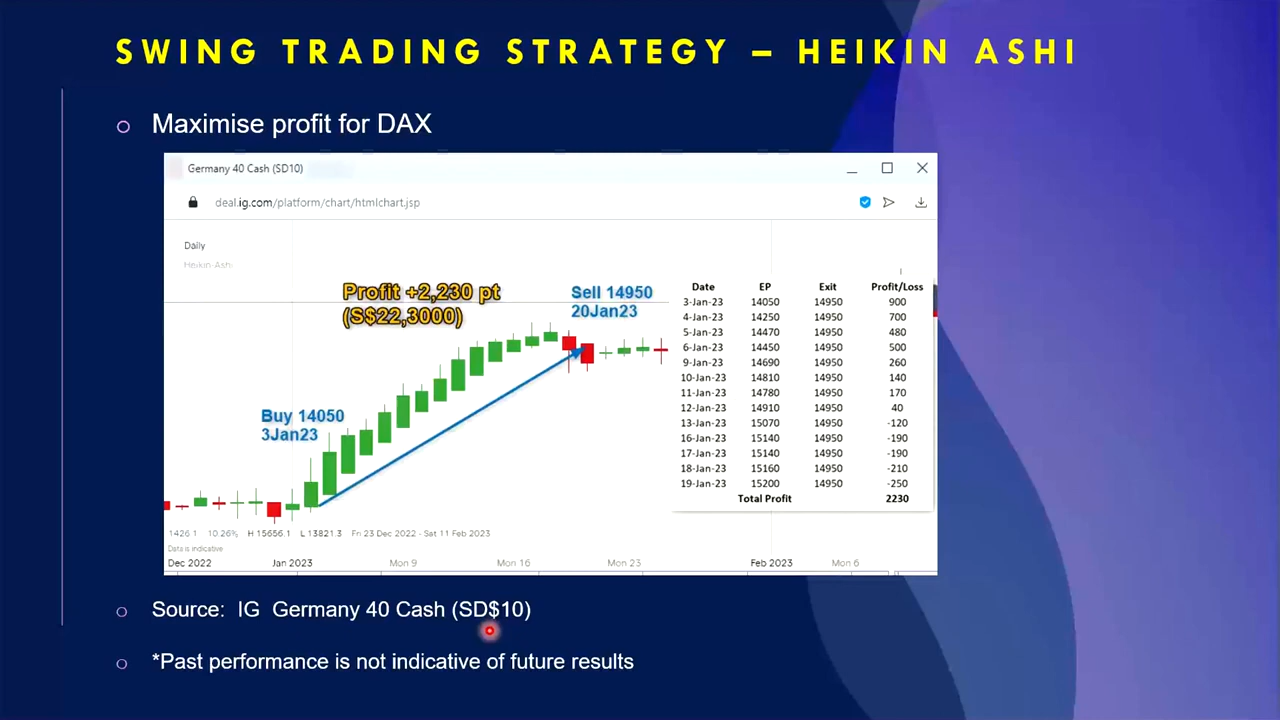 SWING TRADING STRATEGY – HEIKIN ASHI
Maximise profit for DAX
Germany 40 Cash (SD10)
deal.ig.com/platform/chart/htmlchart.jsp
Daily
Heikin-Ashi
Profit +2,230 pt
(S$22,3000)
Sell 14950
20Jan23
Buy 14050
3Jan23
Date EP Exit Profit/Loss
3-Jan-23 14050 14950 900
4-Jan-23 14250 14950 700
5-Jan-23 14470 14950 480
6-Jan-23 14450 14950 500
9-Jan-23 14690 14950 260
10-Jan-23 14810 14950 140
11-Jan-23 14780 14950 170
12-Jan-23 14910 14950 40
13-Jan-23 15070 14950 -120
16-Jan-23 15140 14950 -190
17-Jan-23 15140 14950 -190
18-Jan-23 15160 14950 -210
19-Jan-23 15200 14950 -250
Total Profit 2230
1426.1 10.26% H 15656.1 L 13821.3 Fri 23 Dec 2022 - Sat 11 Feb 2023
Data is indicative
Dec 2022 Jan 2023 Mon 9 Mon 16 Mon 23 Feb 2023 Mon 6
Source: IG Germany 40 Cash (SD$10)
*Past performance is not indicative of future results